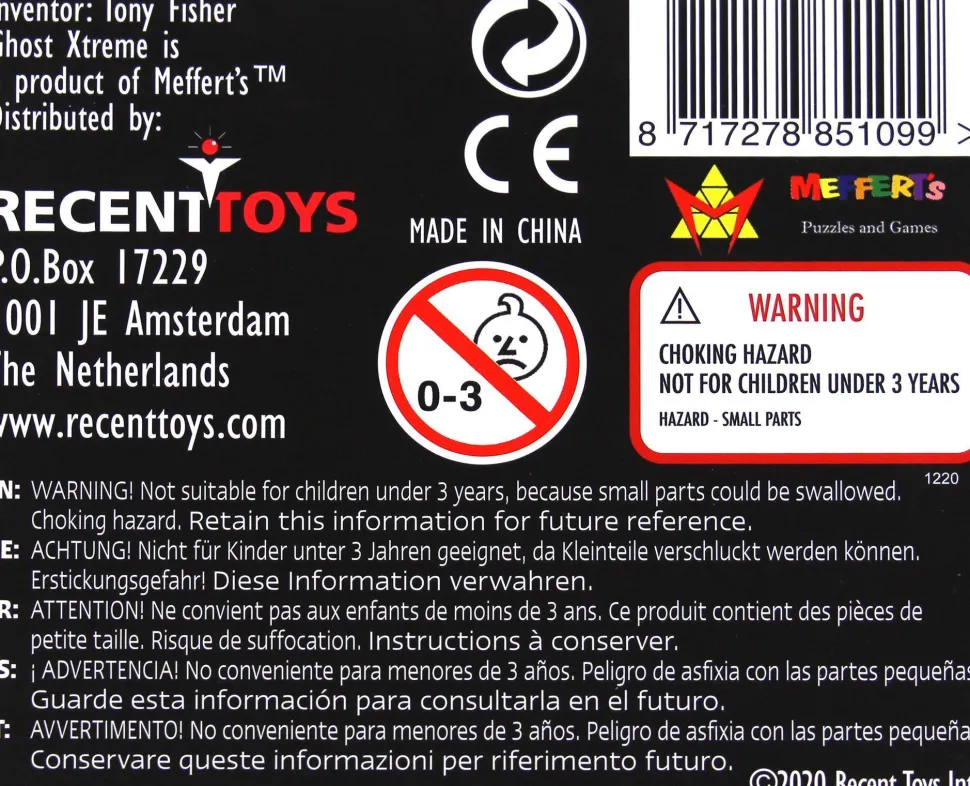 nventor: Tony Fisher
Ghost Xtreme is
product of Meffert's™
Distributed by:
RECENTTOYS
P.O.Box 17229
001 JE Amsterdam
The Netherlands
www.recenttoys.com
CE
MADE IN CHINA
0-3
8 717278 851099 >
MEFFERT'S
Puzzles and Games
WARNING
CHOKING HAZARD
NOT FOR CHILDREN UNDER 3 YEARS
HAZARD - SMALL PARTS
1220
N: WARNING! Not suitable for children under 3 years, because small parts could be swallowed.
Choking hazard. Retain this information for future reference.
E: ACHTUNG! Nicht für Kinder unter 3 Jahren geeignet, da Kleinteile verschluckt werden können.
Erstickungsgefahr! Diese Information verwahren.
R: ATTENTION! Ne convient pas aux enfants de moins de 3 ans. Ce produit contient des pièces de
petite taille. Risque de suffocation. Instructions à conserver.
S: ¡ ADVERTENCIA! No conveniente para menores de 3 años. Peligro de asfixia con las partes pequeñas
Guarde esta información para consultarla en el futuro.
T: AVVERTIMENTO! No conveniente para menores de 3 años. Peligro de asfixia con las partes pequeña
Conservare queste informazioni per riferimento futuro.
©2020 Recent Toys Int